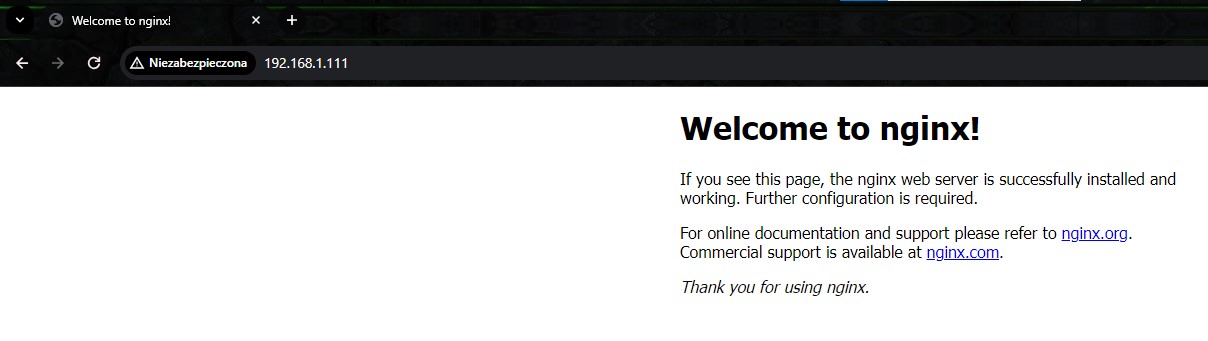 Welcome to nginx!
Niezabezpieczona 192.168.1.111
Welcome to nginx!
If you see this page, the nginx web server is successfully installed and
working. Further configuration is required.
For online documentation and support please refer to nginx.org.
Commercial support is available at nginx.com.
Thank you for using nginx.